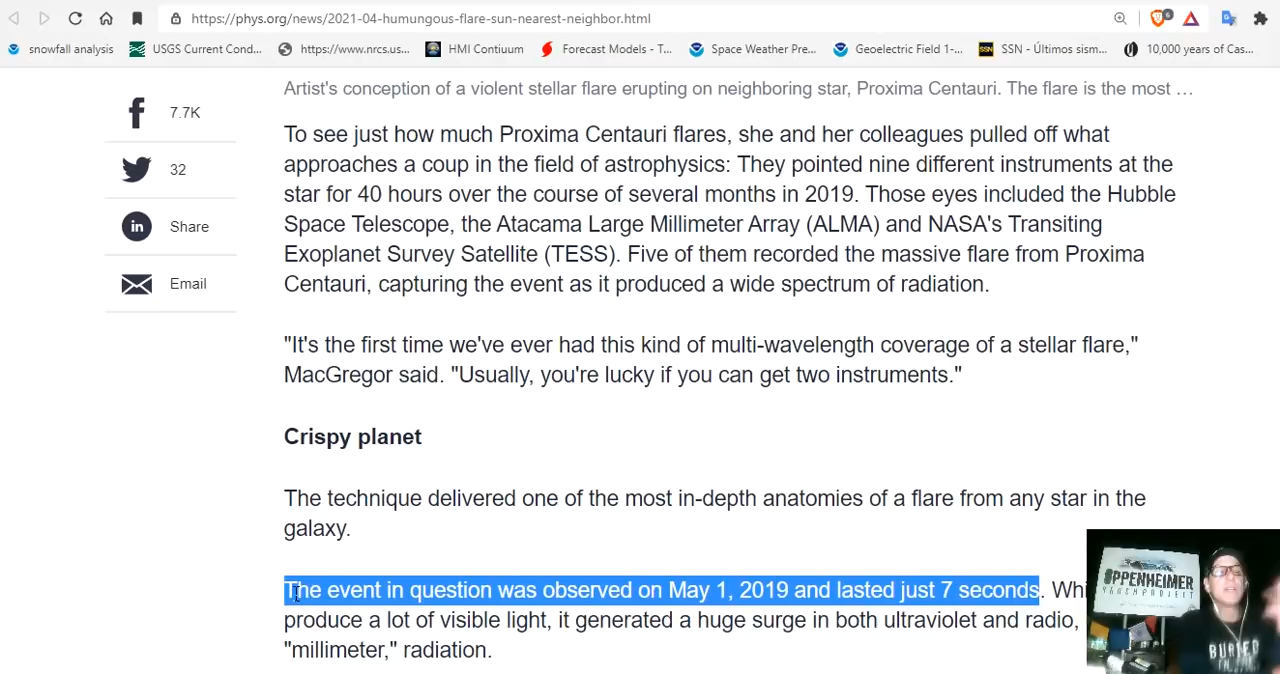 https://phys.org/news/2021-04-humungous-flare-sun-nearest-neighbor.html
6
snowfall analysis
USGS Current Cond...
https://www.nrcs.us...
HMI Contiuum
Forecast Models - T...
Space Weather Pre...
Geoelectric Field 1-...
SSN
SSN - Últimos sism...
10,000 years of Cas...
Artist's conception of a violent stellar flare erupting on neighboring star, Proxima Centauri. The flare is the most …
7.7K
32
in
Share
Email
To see just how much Proxima Centauri flares, she and her colleagues pulled off what
approaches a coup in the field of astrophysics: They pointed nine different instruments at the
star for 40 hours over the course of several months in 2019. Those eyes included the Hubble
Space Telescope, the Atacama Large Millimeter Array (ALMA) and NASA's Transiting
Exoplanet Survey Satellite (TESS). Five of them recorded the massive flare from Proxima
Centauri, capturing the event as it produced a wide spectrum of radiation.
"It's the first time we've ever had this kind of multi-wavelength coverage of a stellar flare,"
MacGregor said. "Usually, you're lucky if you can get two instruments."
Crispy planet
The technique delivered one of the most in-depth anatomies of a flare from any star in the
galaxy.
The event in question was observed on May 1, 2019 and lasted just 7 seconds. Whi
produce a lot of visible light, it generated a huge surge in both ultraviolet and radio,
"millimeter," radiation.
OPPENHEIMER
PROJECT
BURIED